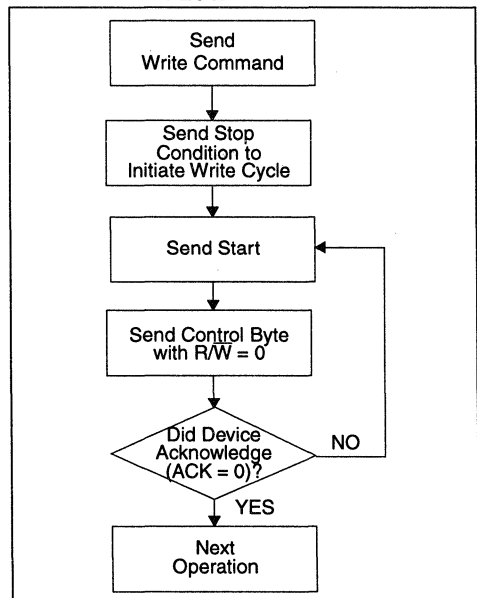 Send
Write Command
Send Stop
Condition to
Initiate Write Cycle
Send Start
Send Control Byte
with R/W̅ = 0
Did Device
Acknowledge
(ACK = 0)?
NO
YES
Next
Operation